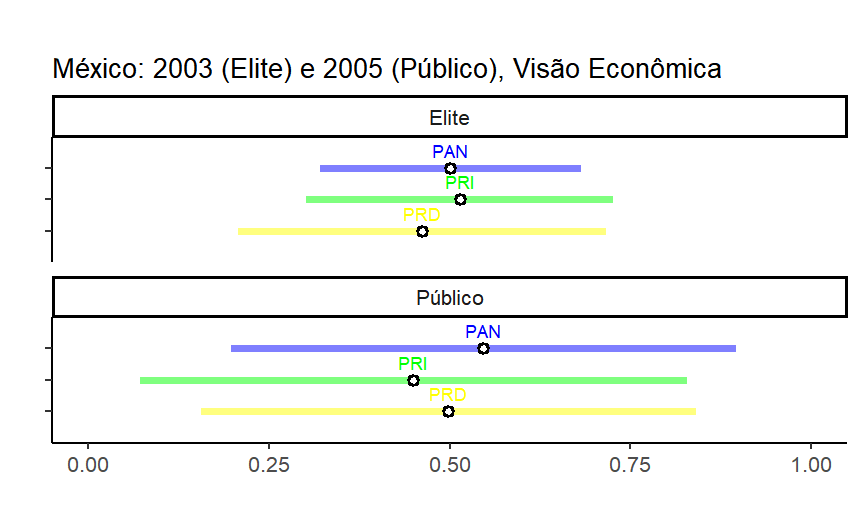 México: 2003 (Elite) e 2005 (Público), Visão Econômica
Elite
PAN
PRI
PRD
Público
PAN
PRI
PRD
0.00 0.25 0.50 0.75 1.00